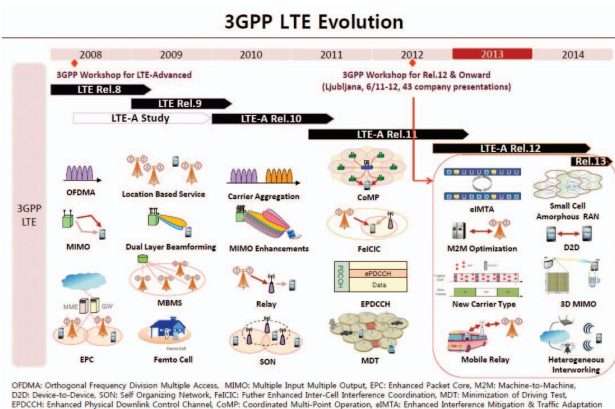 3GPP LTE Evolution
2008 2009 2010 2011 2012 2013 2014
3GPP Workshop for LTE-Advanced
3GPP Workshop for Rel.12 & Onward
(Ljubljana, 6/11-12, 43 company presentations)
LTE Rel.8
LTE Rel.9
LTE-A Study
LTE-A Rel.10
LTE-A Rel.11
LTE-A Rel.12
Rel.13
3GPP
LTE
OFDMA
Location Based Service
Carrier Aggregation
CoMP
eIMTA
Small Cell
Amorphous RAN
MIMO
Dual Layer Beamforming
MIMO Enhancements
FeICIC
M2M Optimization
D2D
MME
GW
MBMS
Relay
PDCCH
ePDCCH
Data
EPDCCH
New Carrier Type
3D MIMO
EPC
Femto Cell
SON
MDT
Mobile Relay
Heterogeneous
Interworking
OFDMA: Orthogonal Frequency Division Multiple Access, MIMO: Multiple Input Multiple Output, EPC: Enhanced Packet Core, M2M: Machine-to-Machine,
D2D: Device-to-Device, SON: Self Organizing Network, FeICIC: Futher Enhanced Inter-Cell Interference Coordination, MDT: Minimization of Driving Test,
EPDCCH: Enhanced Physical Downlink Control Channel, CoMP: Coordinated Multi-Point Operation, eIMTA: Enhanced Interference Mitigation & Traffic Adaptation